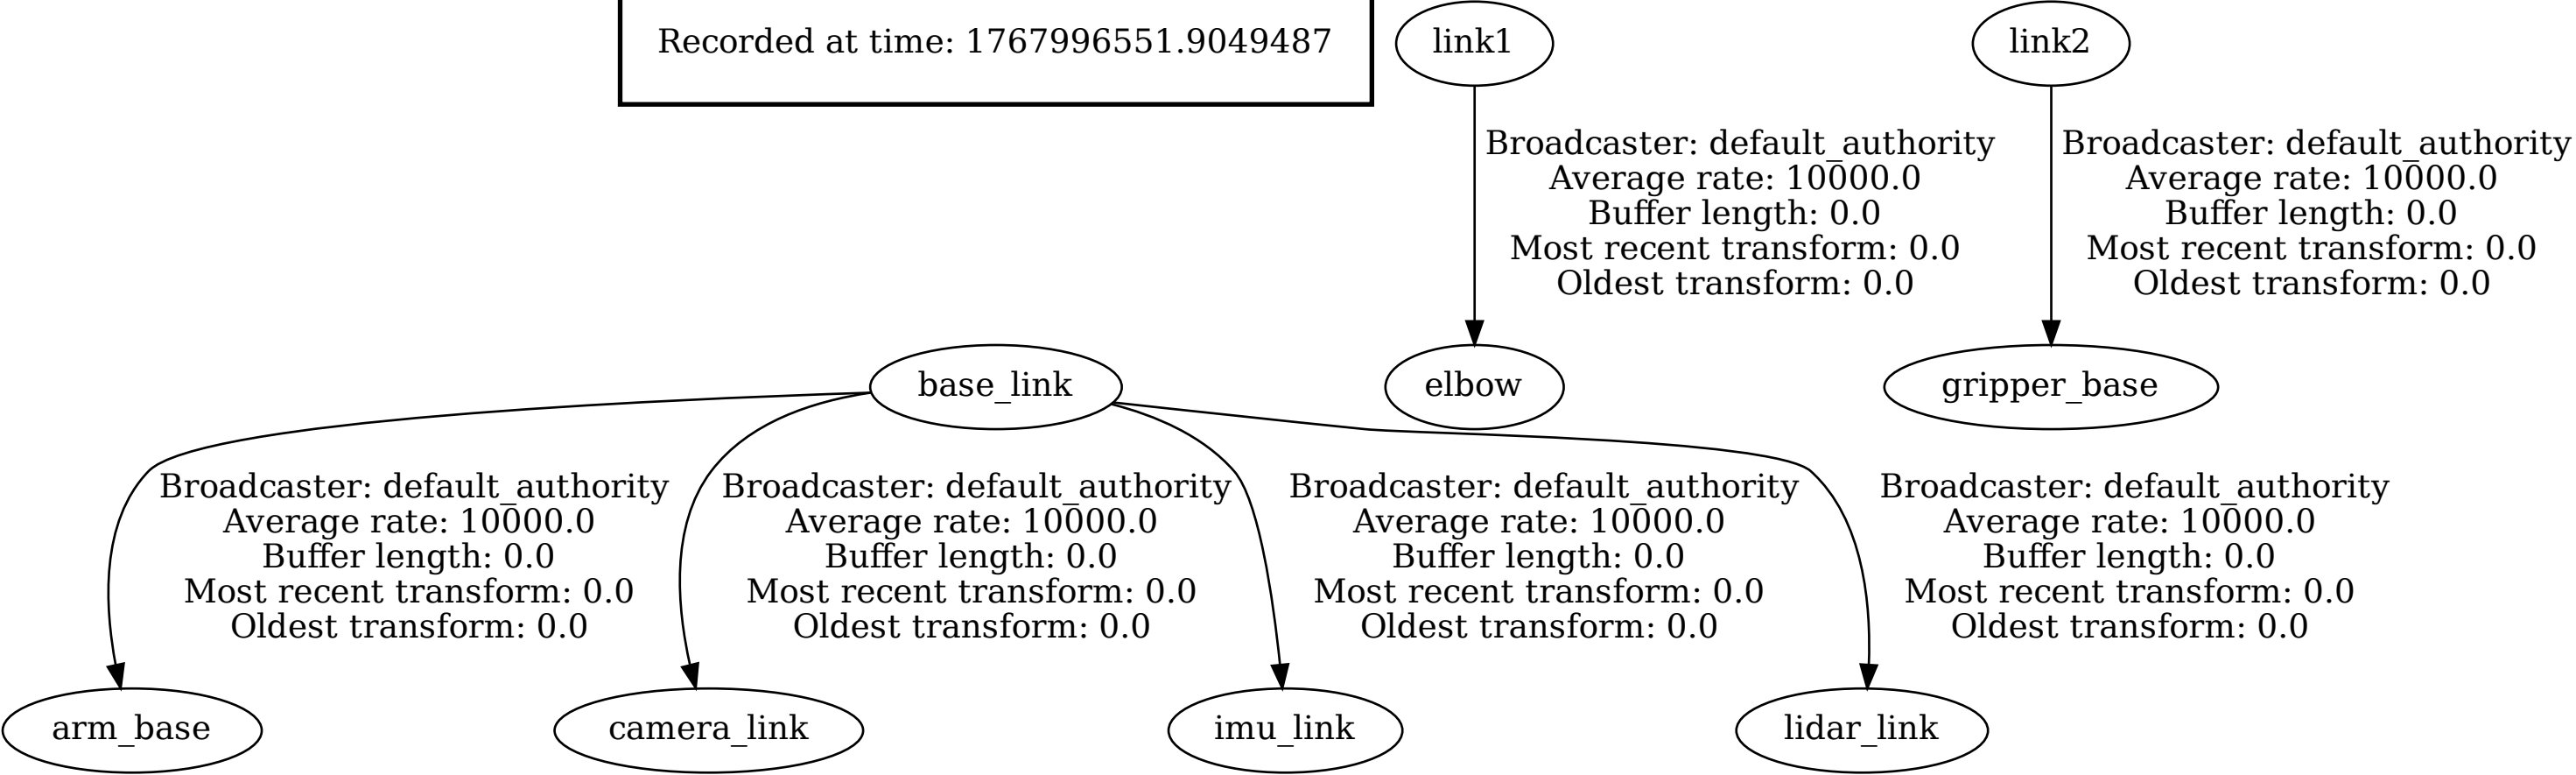 Recorded at time: 1767996551.9049487
link1
link2
Broadcaster: default_authority
Average rate: 10000.0
Buffer length: 0.0
Most recent transform: 0.0
Oldest transform: 0.0
Broadcaster: default_authority
Average rate: 10000.0
Buffer length: 0.0
Most recent transform: 0.0
Oldest transform: 0.0
base_link
elbow
gripper_base
Broadcaster: default_authority
Average rate: 10000.0
Buffer length: 0.0
Most recent transform: 0.0
Oldest transform: 0.0
Broadcaster: default_authority
Average rate: 10000.0
Buffer length: 0.0
Most recent transform: 0.0
Oldest transform: 0.0
Broadcaster: default_authority
Average rate: 10000.0
Buffer length: 0.0
Most recent transform: 0.0
Oldest transform: 0.0
Broadcaster: default_authority
Average rate: 10000.0
Buffer length: 0.0
Most recent transform: 0.0
Oldest transform: 0.0
arm_base
camera_link
imu_link
lidar_link